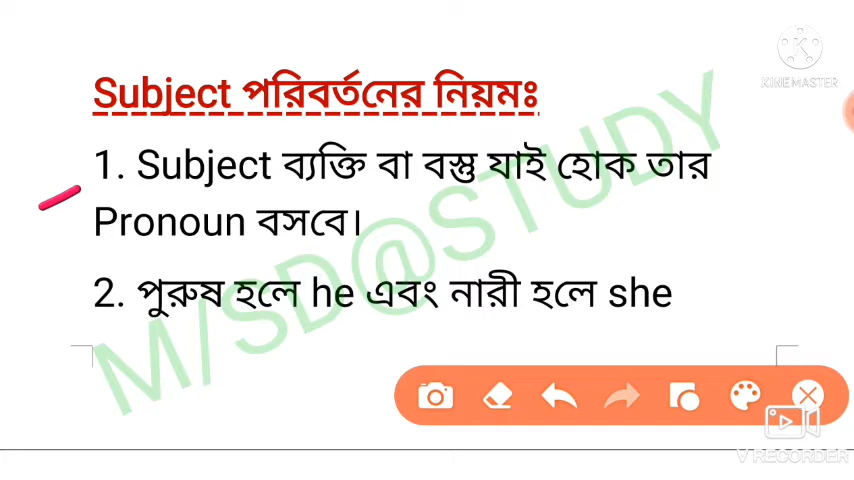 KINEMASTER
Subject পরিবর্তনের নিয়মঃ
1. Subject ব্যক্তি বা বস্তু যাই হোক তার
Pronoun বসবে।
2. পুরুষ হলে he এবং নারী হলে she
M/SD@STUDY
V RECORDER